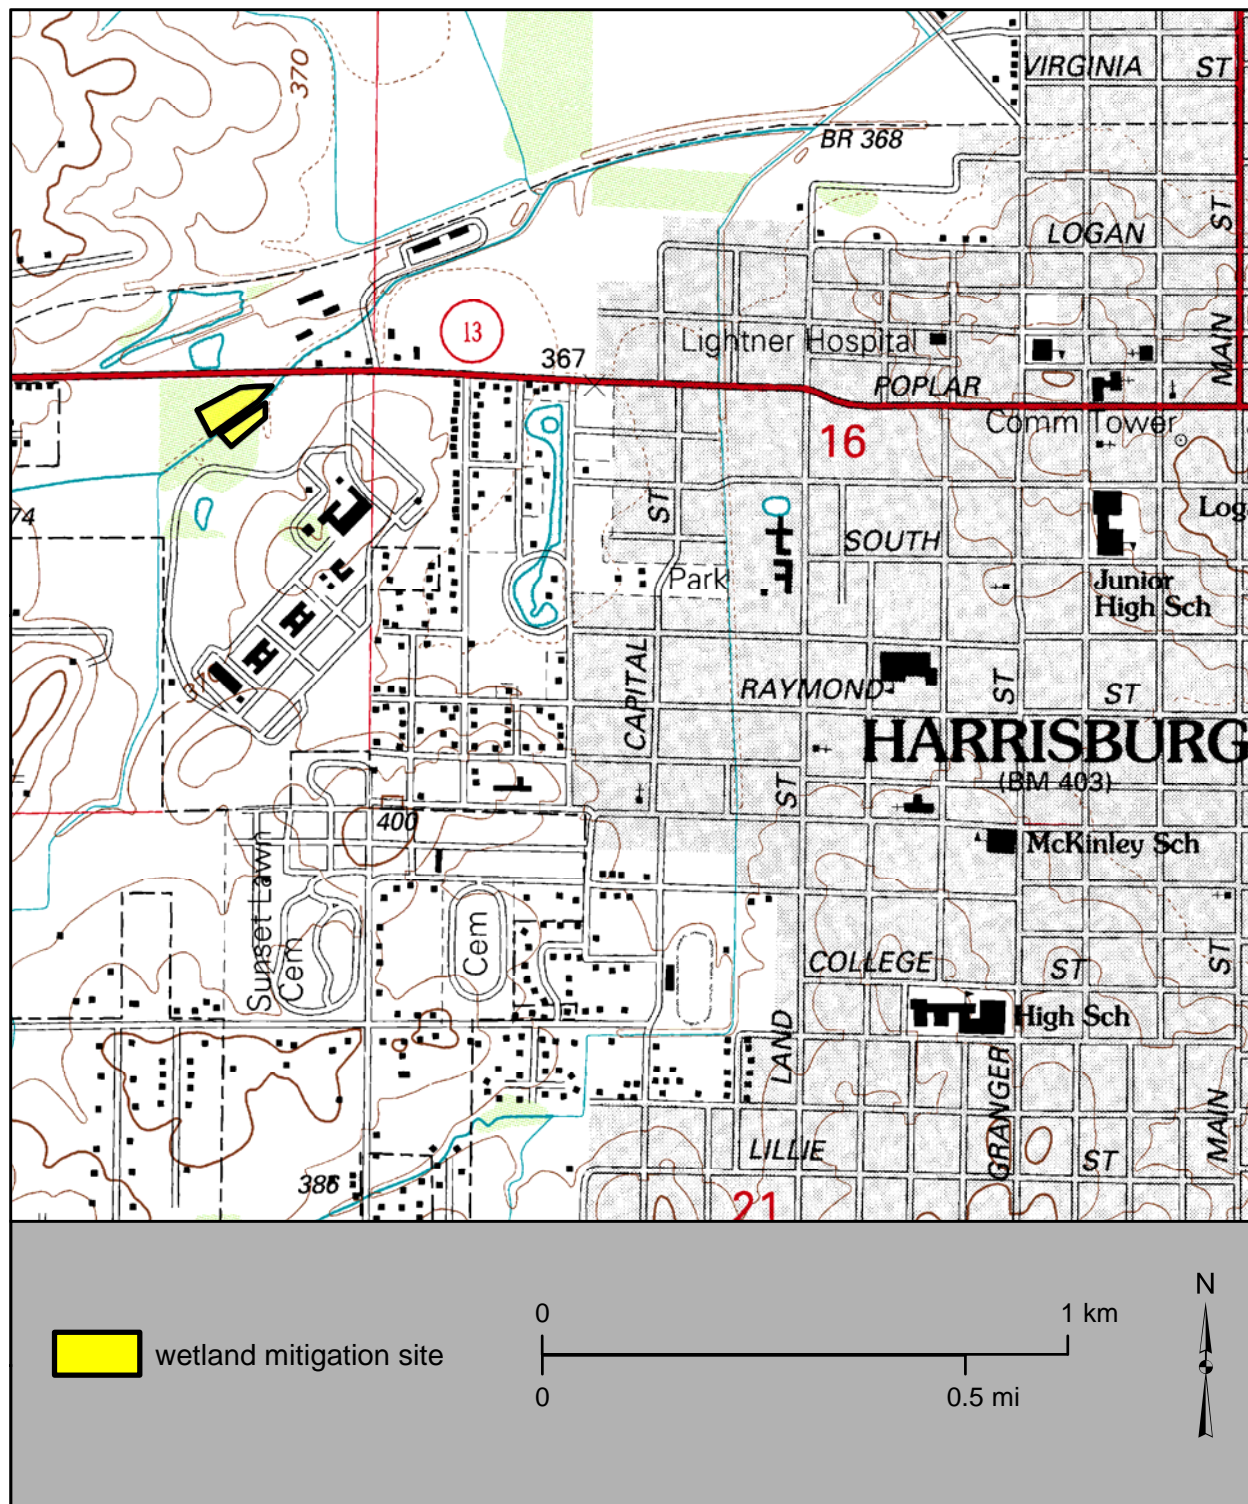 370
VIRGINIA ST
BR 368
LOGAN ST
13
367
Lightner Hospital
MAIN
POPLAR
16
Comm Tower
74
ST
Log
SOUTH
Park
Junior
High Sch
370
CAPITAL
RAYMOND
ST
ST
HARRISBURG
(BM 403)
ST
400
McKinley Sch
Sunset Lawn
Cem
Cem
COLLEGE ST
ST
High Sch
LAND
GRANGER
MAIN
LILLIE ST
386
21
wetland mitigation site
0 1 km
0 0.5 mi
N